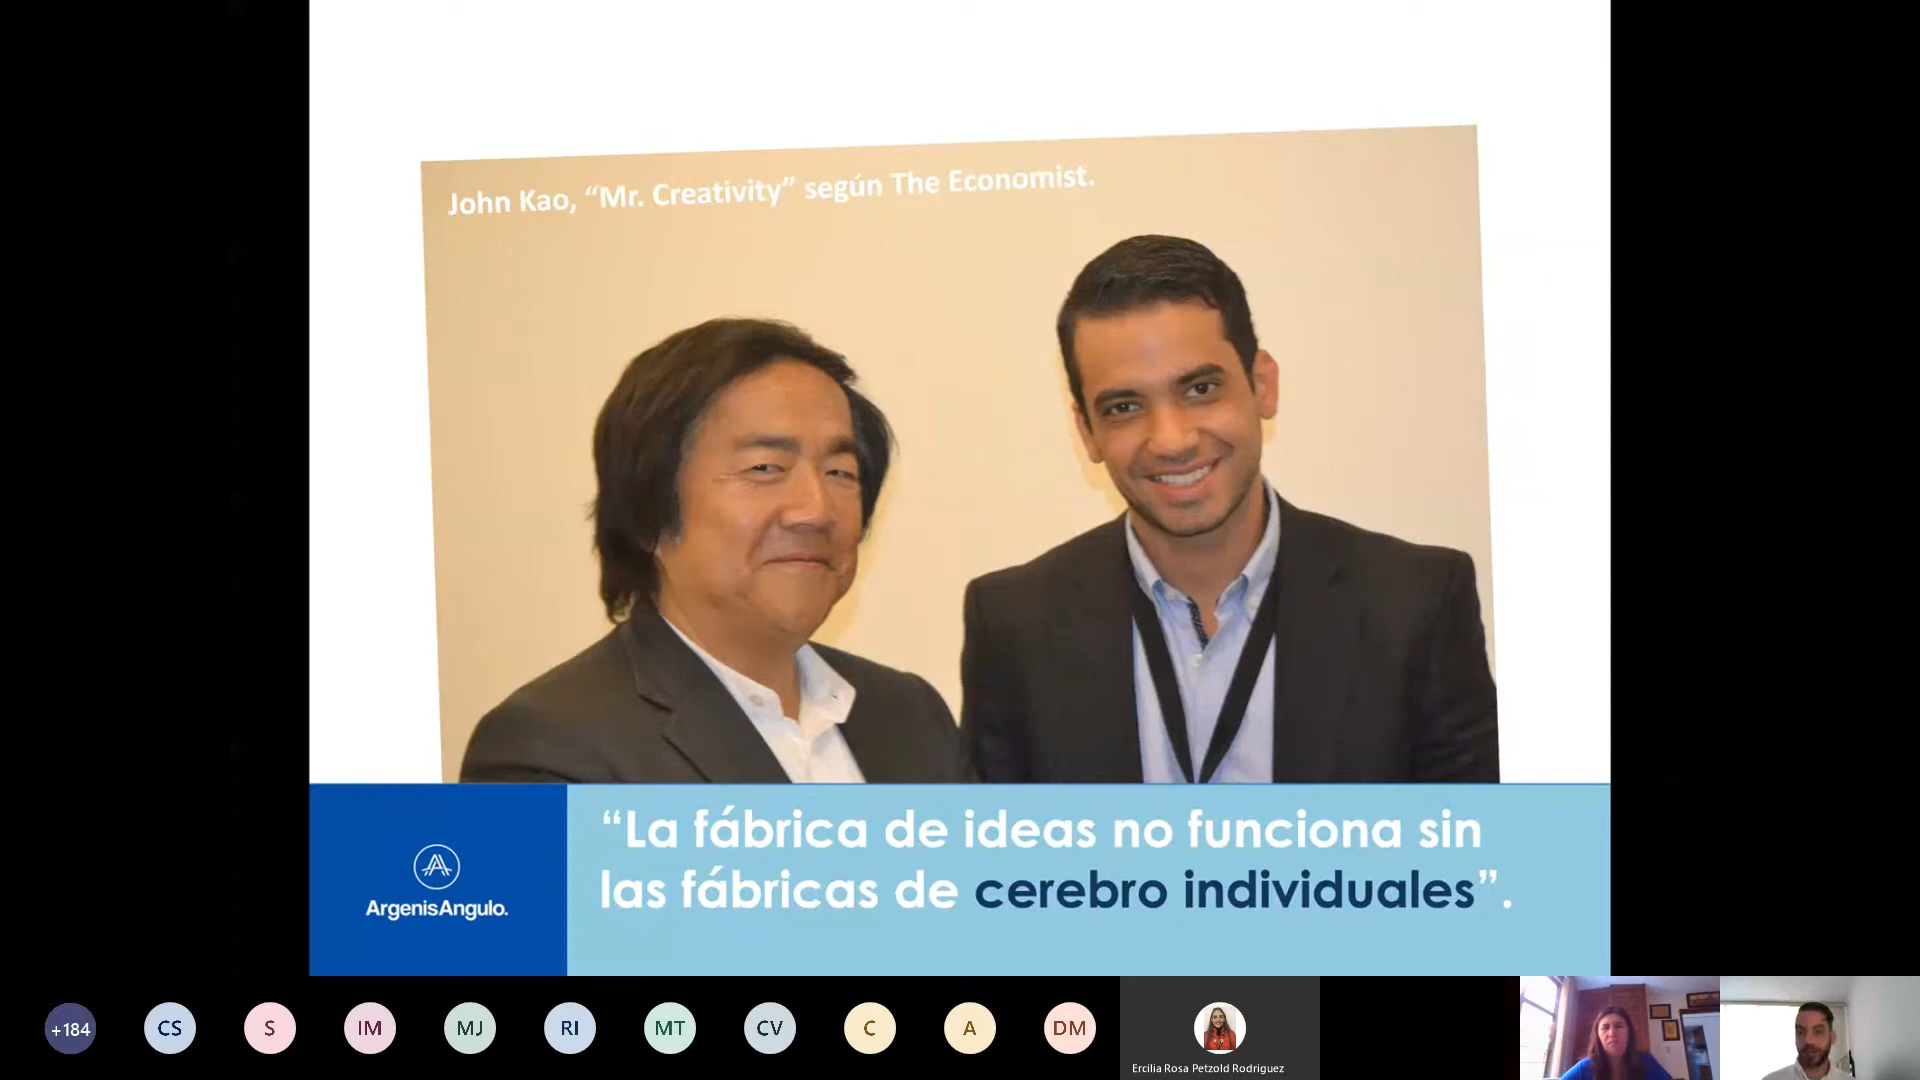 John Kao, “Mr. Creativity” según The Economist.
“La fábrica de ideas no funciona sin
las fábricas de cerebro individuales”.
ArgenisAngulo.
+184
CS
S
IM
MJ
RI
MT
CV
C
A
DM
Ercilia Rosa Petzold Rodriguez